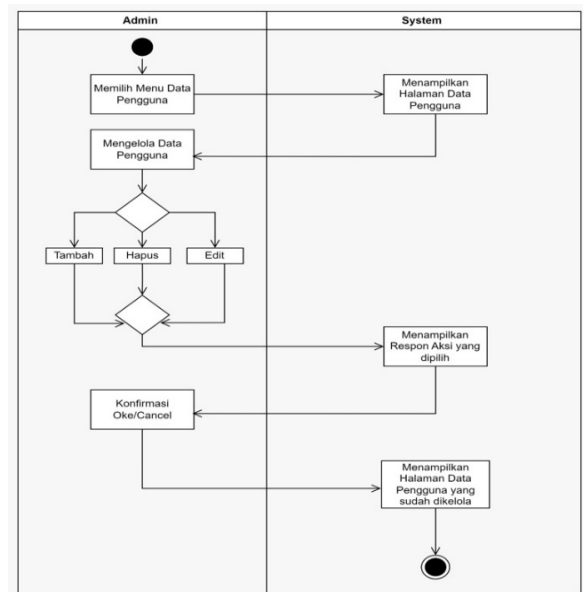 Admin
System
Memilih Menu Data
Pengguna
Menampilkan
Halaman Data
Pengguna
Mengelola Data
Pengguna
Tambah
Hapus
Edit
Menampilkan
Respon Aksi yang
dipilih
Konfirmasi
Oke/Cancel
Menampilkan
Halaman Data
Pengguna yang
sudah dikelola